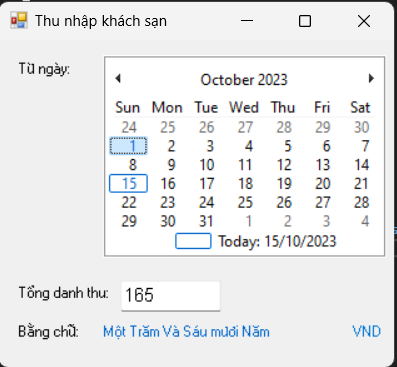 Thu nhập khách sạn
Từ ngày:
October 2023
Sun Mon Tue Wed Thu Fri Sat
24 25 26 27 28 29 30
1 2 3 4 5 6 7
8 9 10 11 12 13 14
15 16 17 18 19 20 21
22 23 24 25 26 27 28
29 30 31 1 2 3 4
Today: 15/10/2023
Tổng danh thu: 165
Bằng chữ: Một Trăm Và Sáu mươi Năm VND